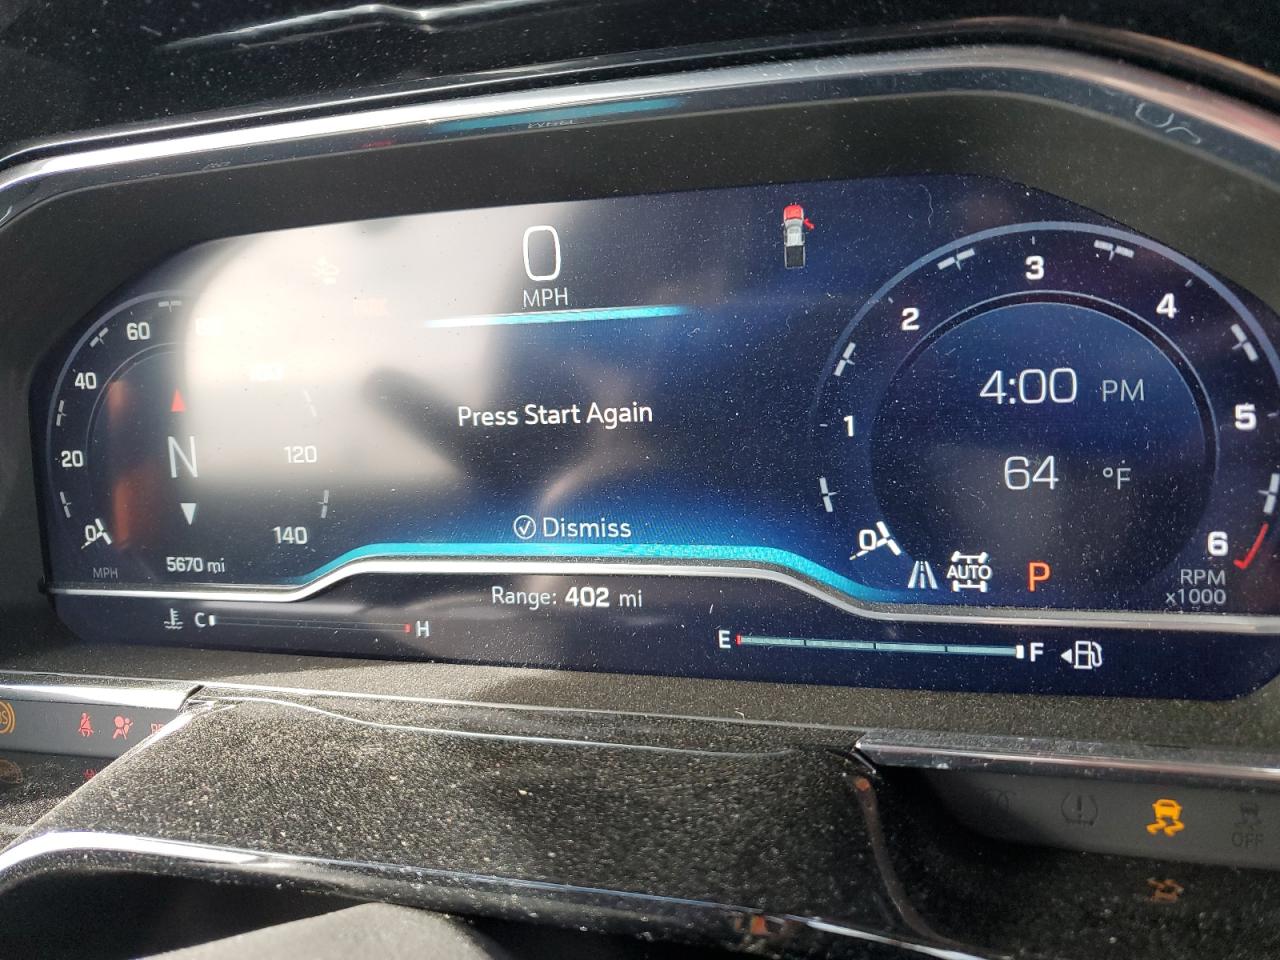 0
MPH
60
40
20
0
MPH
N
120
140
5670 mi
Press Start Again
Dismiss
Range: 402 mi
C H
E F
0
1
2
3
4
5
6
4:00 PM
64 °F
AUTO
P
RPM
x1000
OFF